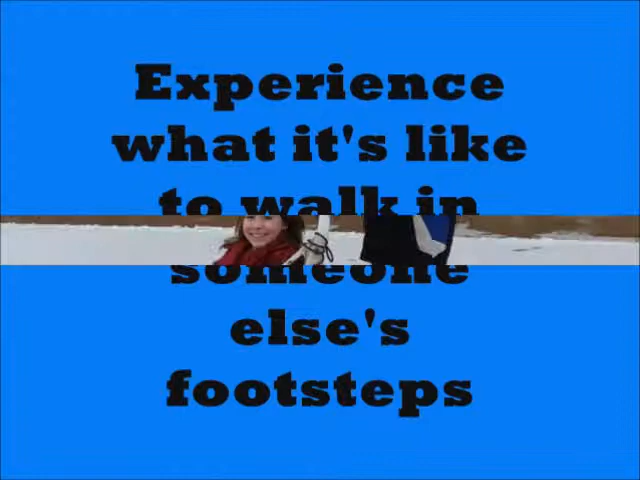 Experience
what it's like
to walk in
someone
else's
footsteps